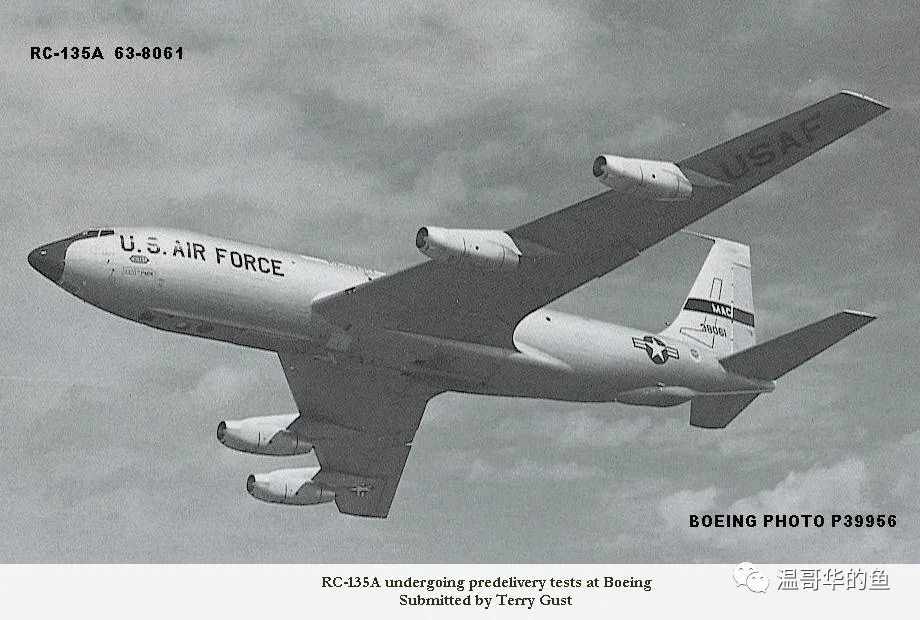 RC-135A 63-8061
U.S. AIR FORCE
USAF
MAC
38061
BOEING PHOTO P39956
RC-135A undergoing predelivery tests at Boeing
Submitted by Terry Gust
温哥华的鱼